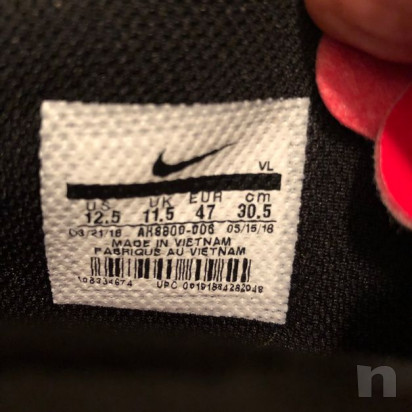 VL
US UK EUR cm
12.5 11.5 47 30.5
03/21/18 AH8800-006 05/15/18
MADE IN VIETNAM
FABRIQUE AU VIETNAM
UPC
n